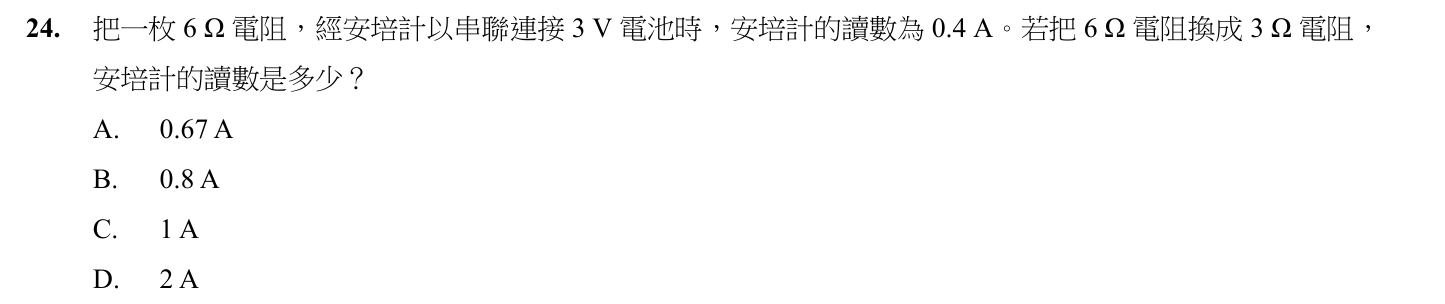 24. 把一枚 6 Ω 電阻，經安培計以串聯連接 3 V 電池時，安培計的讀數為 0.4 A。若把 6 Ω 電阻換成 3 Ω 電阻，
安培計的讀數是多少？
A. 0.67 A
B. 0.8 A
C. 1 A
D. 2 A